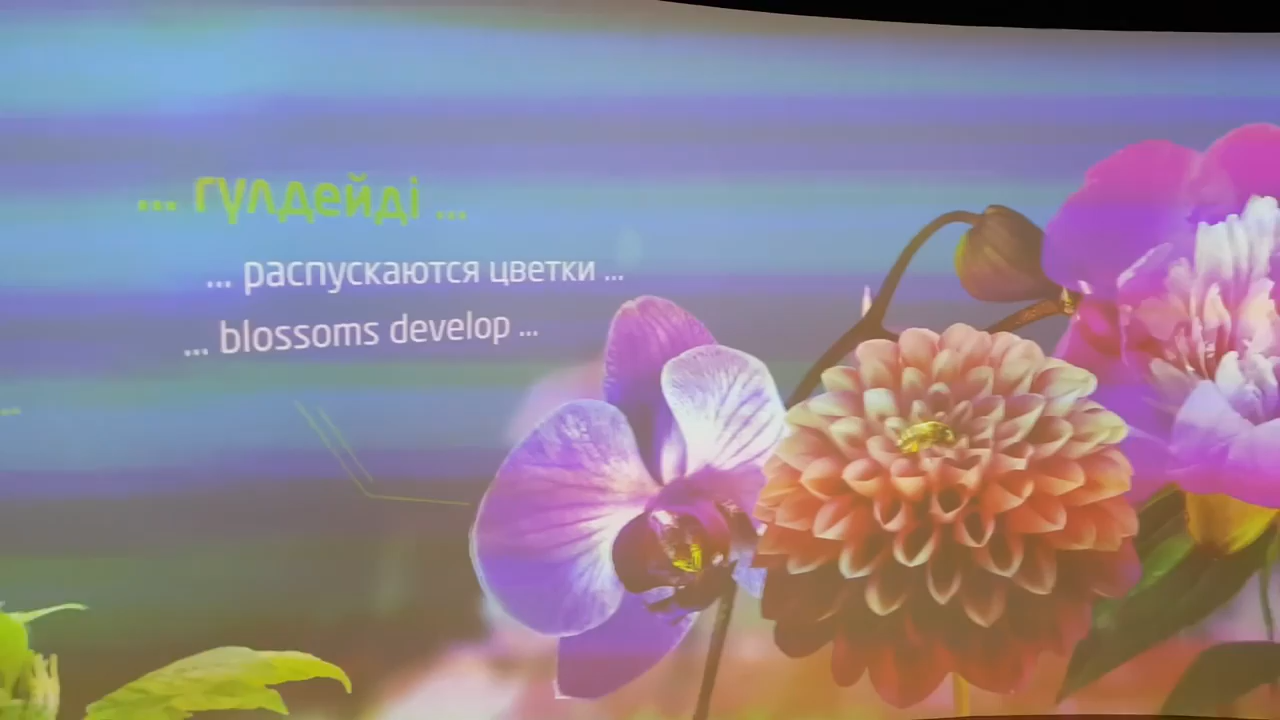 ... гүлдейді ...
... распускаются цветки ...
... blossoms develop ...